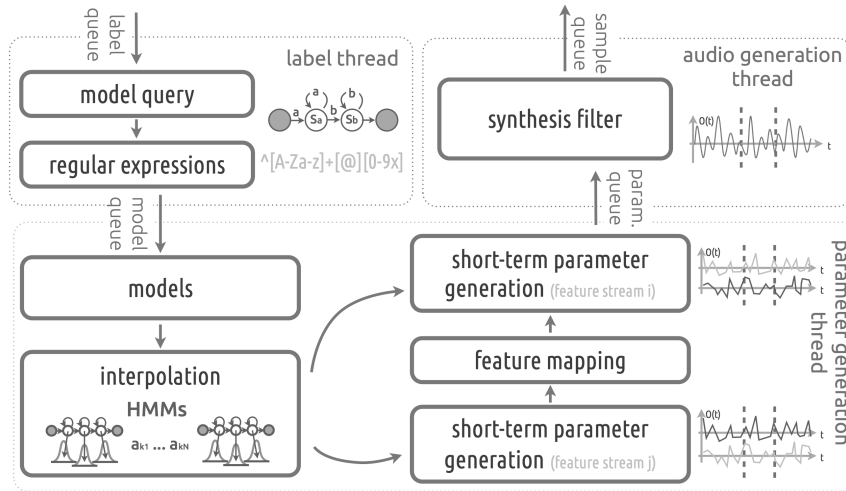 label
queue
label thread
model query
a
b
a
b
Sa
Sb
regular expressions
^[A-Za-z]+[@][0-9x]
model
queue
models
interpolation
HMMs
ak1 ... akN
sample
queue
audio generation
thread
synthesis filter
O(t)
t
param.
queue
short-term parameter
generation (feature stream i)
O(t)
t
t
feature mapping
short-term parameter
generation (feature stream j)
O(t)
t
t
parameter generation
thread